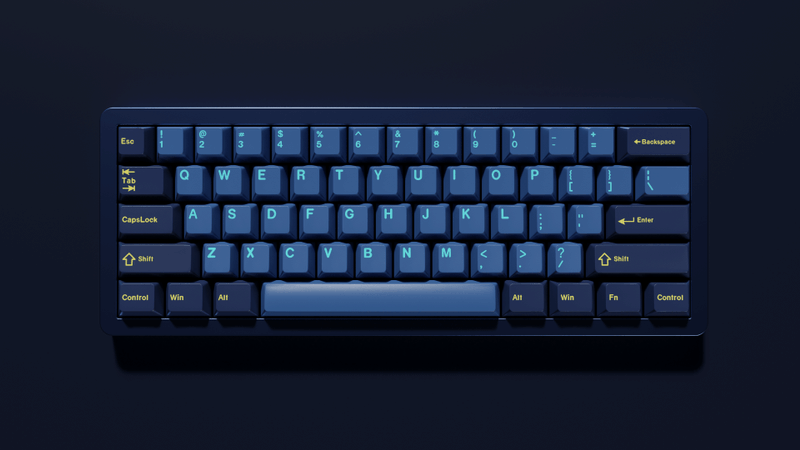 Esc ! 1 @ 2 # 3 $ 4 % 5 ^ 6 & 7 * 8 ( 9 ) 0 _ - + = ← Backspace
⇤ Tab ⇥ Q W E R T Y U I O P { [ } ] | \
CapsLock A S D F G H J K L : ; " ' ↵ Enter
⇧ Shift Z X C V B N M < , > . ? / ⇧ Shift
Control Win Alt Alt Win Fn Control